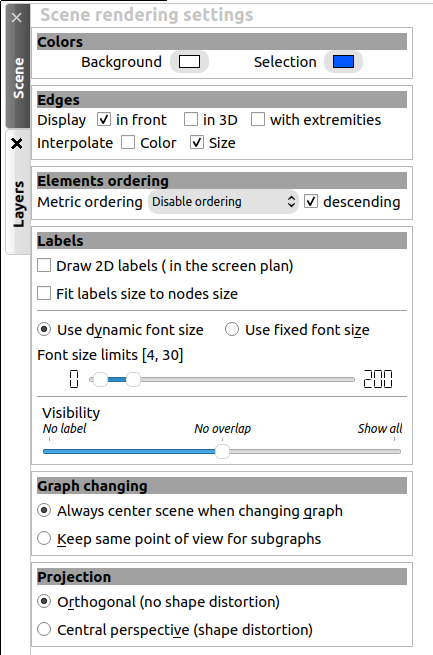 Scene rendering settings
Scene
Layers
Colors
Background Selection
Edges
Display in front in 3D with extremities
Interpolate Color Size
Elements ordering
Metric ordering Disable ordering descending
Labels
Draw 2D labels ( in the screen plan)
Fit labels size to nodes size
Use dynamic font size Use fixed font size
Font size limits [4, 30]
0 200
Visibility
No label No overlap Show all
Graph changing
Always center scene when changing graph
Keep same point of view for subgraphs
Projection
Orthogonal (no shape distortion)
Central perspective (shape distortion)